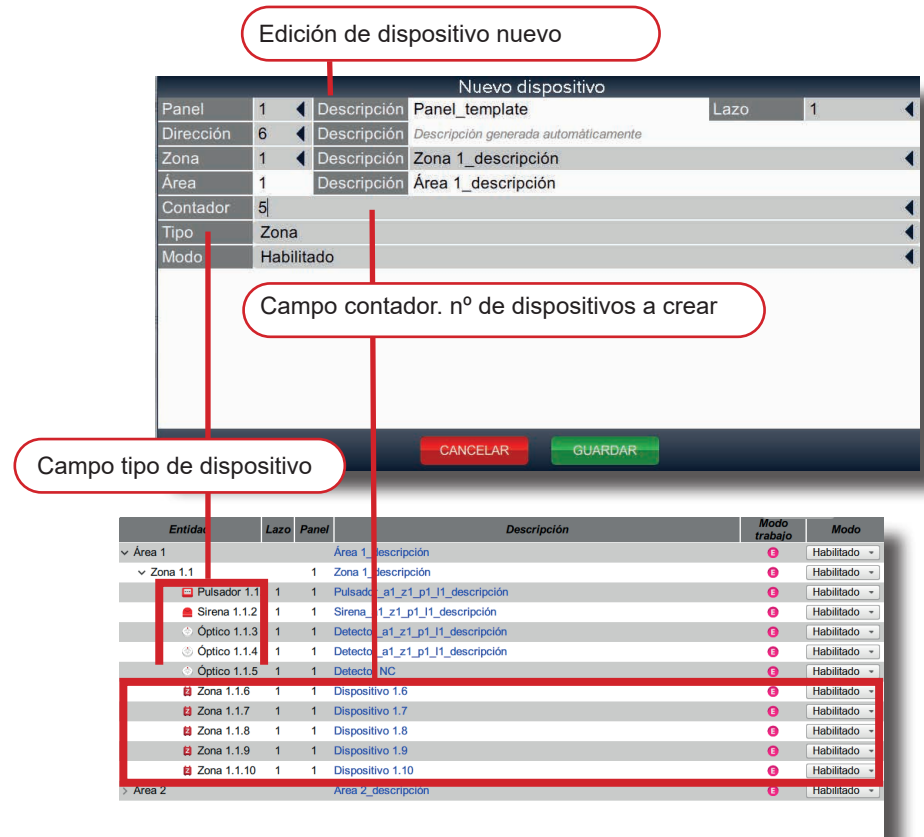 Edición de dispositivo nuevo
Nuevo dispositivo
Panel 1 Descripción Panel_template Lazo 1
Dirección 6 Descripción Descripción generada automáticamente
Zona 1 Descripción Zona 1_descripción
Área 1 Descripción Área 1_descripción
Contador 5
Tipo Zona
Modo Habilitado
Campo contador. nº de dispositivos a crear
CANCELAR GUARDAR
Campo tipo de dispositivo
Entidad Lazo Panel Descripción Modo trabajo Modo
Área 1 Área 1_descripción E Habilitado
Zona 1.1 1 Zona 1_descripción E Habilitado
Pulsador 1.1 1 1 Pulsador_a1_z1_p1_l1_descripción E Habilitado
Sirena 1.1.2 1 1 Sirena_a1_z1_p1_l1_descripción E Habilitado
Óptico 1.1.3 1 1 Detector_a1_z1_p1_l1_descripción E Habilitado
Óptico 1.1.4 1 1 Detector_a1_z1_p1_l1_descripción E Habilitado
Óptico 1.1.5 1 1 Detector NC E Habilitado
Zona 1.1.6 1 1 Dispositivo 1.6 E Habilitado
Zona 1.1.7 1 1 Dispositivo 1.7 E Habilitado
Zona 1.1.8 1 1 Dispositivo 1.8 E Habilitado
Zona 1.1.9 1 1 Dispositivo 1.9 E Habilitado
Zona 1.1.10 1 1 Dispositivo 1.10 E Habilitado
Área 2 Área 2_descripción E Habilitado